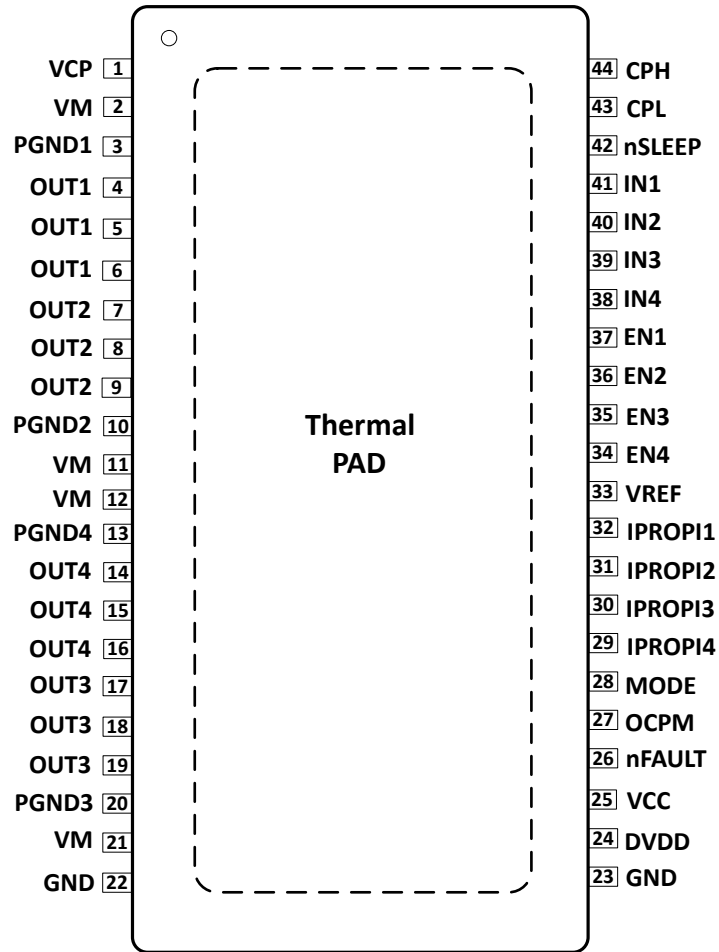 VCP 1
VM 2
PGND1 3
OUT1 4
OUT1 5
OUT1 6
OUT2 7
OUT2 8
OUT2 9
PGND2 10
VM 11
VM 12
PGND4 13
OUT4 14
OUT4 15
OUT4 16
OUT3 17
OUT3 18
OUT3 19
PGND3 20
VM 21
GND 22
Thermal
PAD
44 CPH
43 CPL
42 nSLEEP
41 IN1
40 IN2
39 IN3
38 IN4
37 EN1
36 EN2
35 EN3
34 EN4
33 VREF
32 IPROPI1
31 IPROPI2
30 IPROPI3
29 IPROPI4
28 MODE
27 OCPM
26 nFAULT
25 VCC
24 DVDD
23 GND